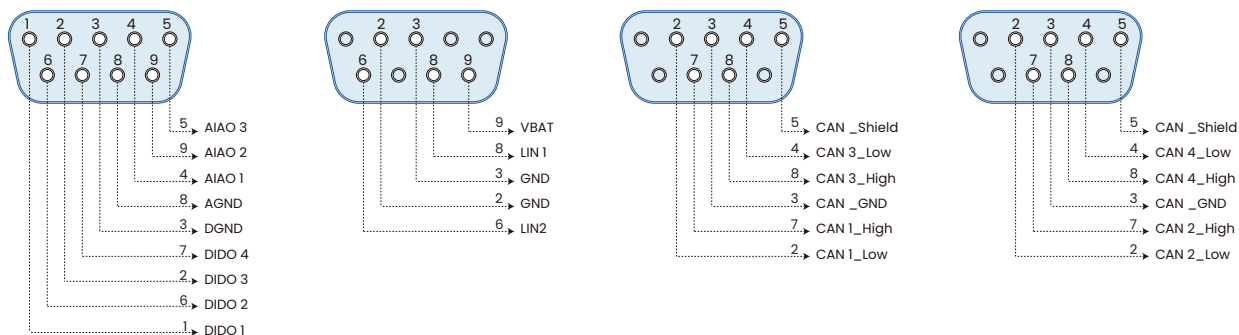 1 2 3 4 5
6 7 8 9
5 AIAO 3
9 AIAO 2
4 AIAO 1
8 AGND
3 DGND
7 DIDO 4
2 DIDO 3
6 DIDO 2
1 DIDO 1
2 3
6 8 9
9 VBAT
8 LIN 1
3 GND
2 GND
6 LIN2
2 3 4 5
7 8
5 CAN _Shield
4 CAN 3_Low
8 CAN 3_High
3 CAN _GND
7 CAN 1_High
2 CAN 1_Low
2 3 4 5
7 8
5 CAN _Shield
4 CAN 4_Low
8 CAN 4_High
3 CAN _GND
7 CAN 2_High
2 CAN 2_Low